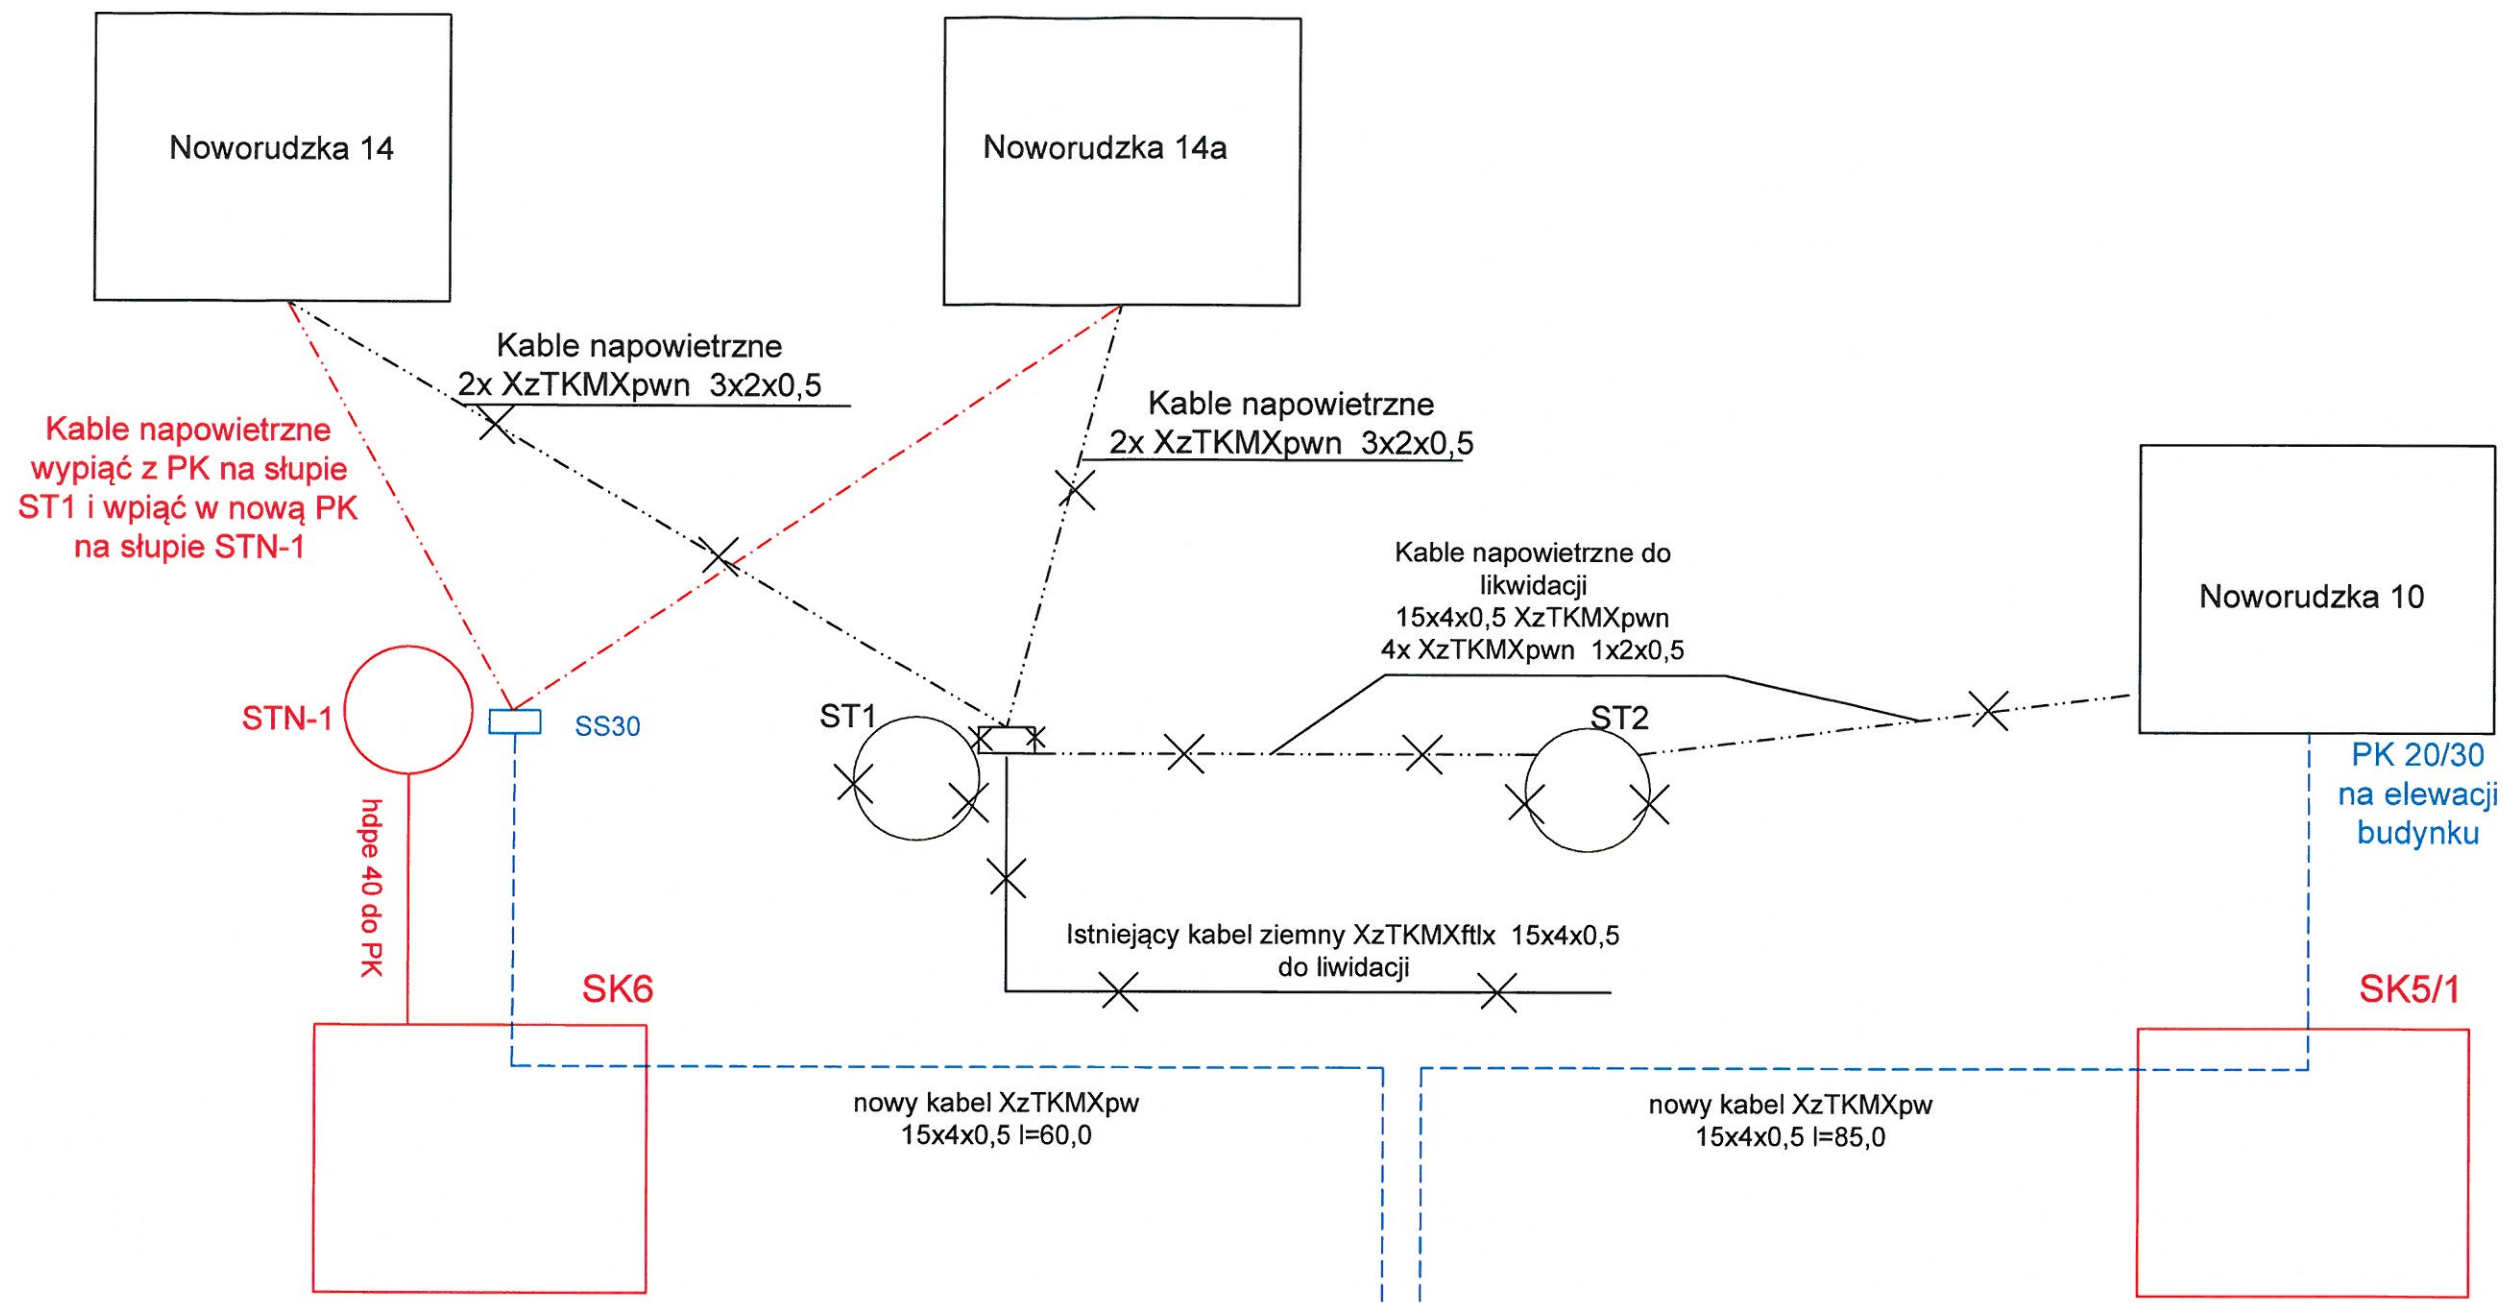 Noworudzka 14
Noworudzka 14a
Kable napowietrzne
2x XzTKMXpwn 3x2x0,5
Kable napowietrzne
2x XzTKMXpwn 3x2x0,5
Kable napowietrzne
wypiąć z PK na słupie
ST1 i wpiąć w nową PK
na słupie STN-1
Kable napowietrzne do
likwidacji
15x4x0,5 XzTKMXpwn
4x XzTKMXpwn 1x2x0,5
Noworudzka 10
STN-1
SS30
ST1
ST2
PK 20/30
na elewacji
budynku
hdpe 40 do PK
Istniejący kabel ziemny XzTKMXftlx 15x4x0,5
do liwidacji
SK6
SK5/1
nowy kabel XzTKMXpw
15x4x0,5 l=60,0
nowy kabel XzTKMXpw
15x4x0,5 l=85,0